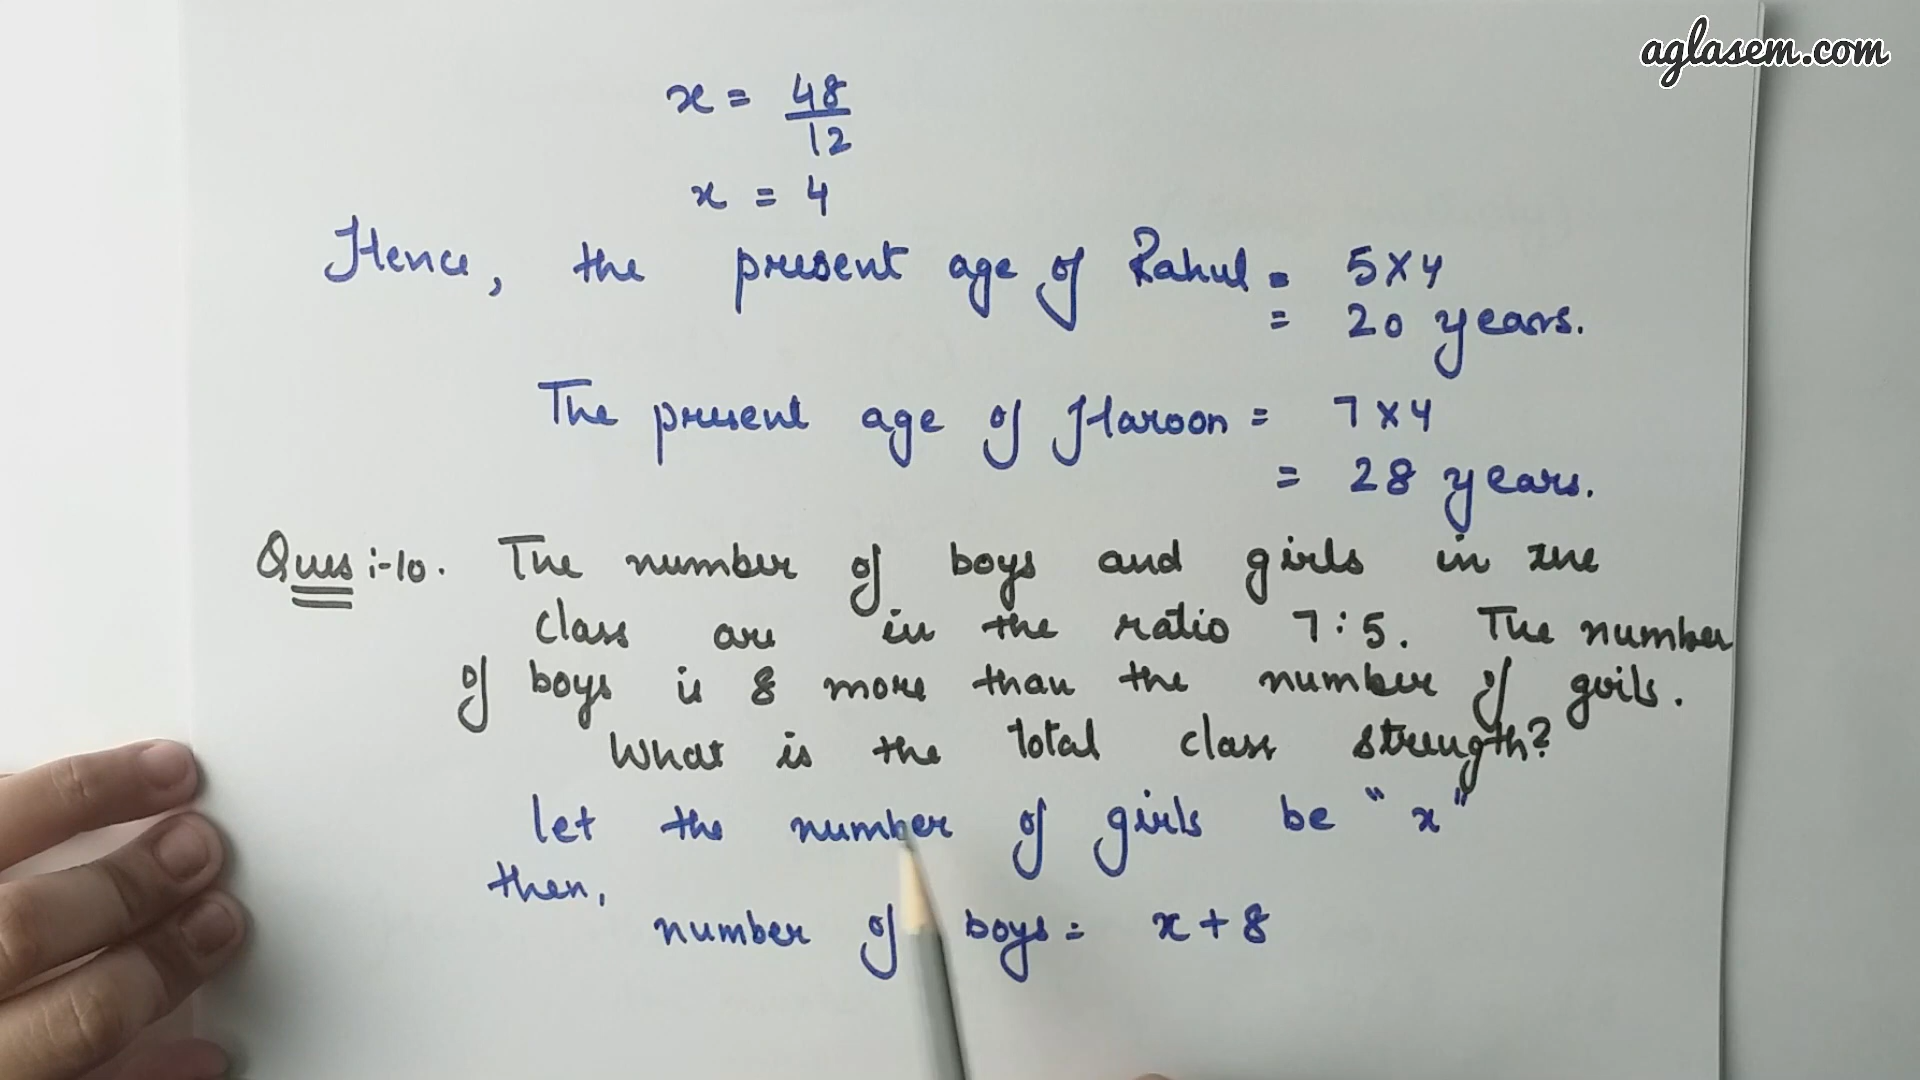 aglasem.com
x = 48
12
x = 4
Hence, the present age of Rahul = 5×4
= 20 years.
The present age of Haroon = 7×4
= 28 years.
Ques:-10. The number of boys and girls in the
class are in the ratio 7:5. The number
of boys is 8 more than the number of girls.
What is the total class strength?
let the number of girls be "x"
then,
number of boys = x+8